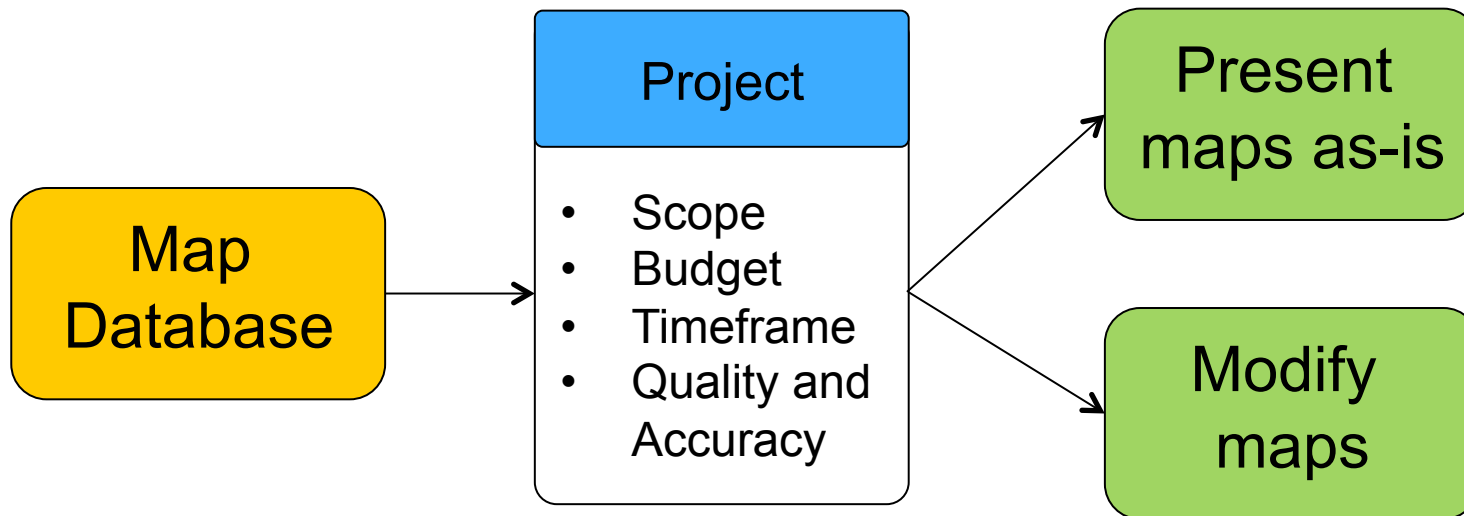 Map
Database
Project
• Scope
• Budget
• Timeframe
• Quality and
Accuracy
Present
maps as-is
Modify
maps